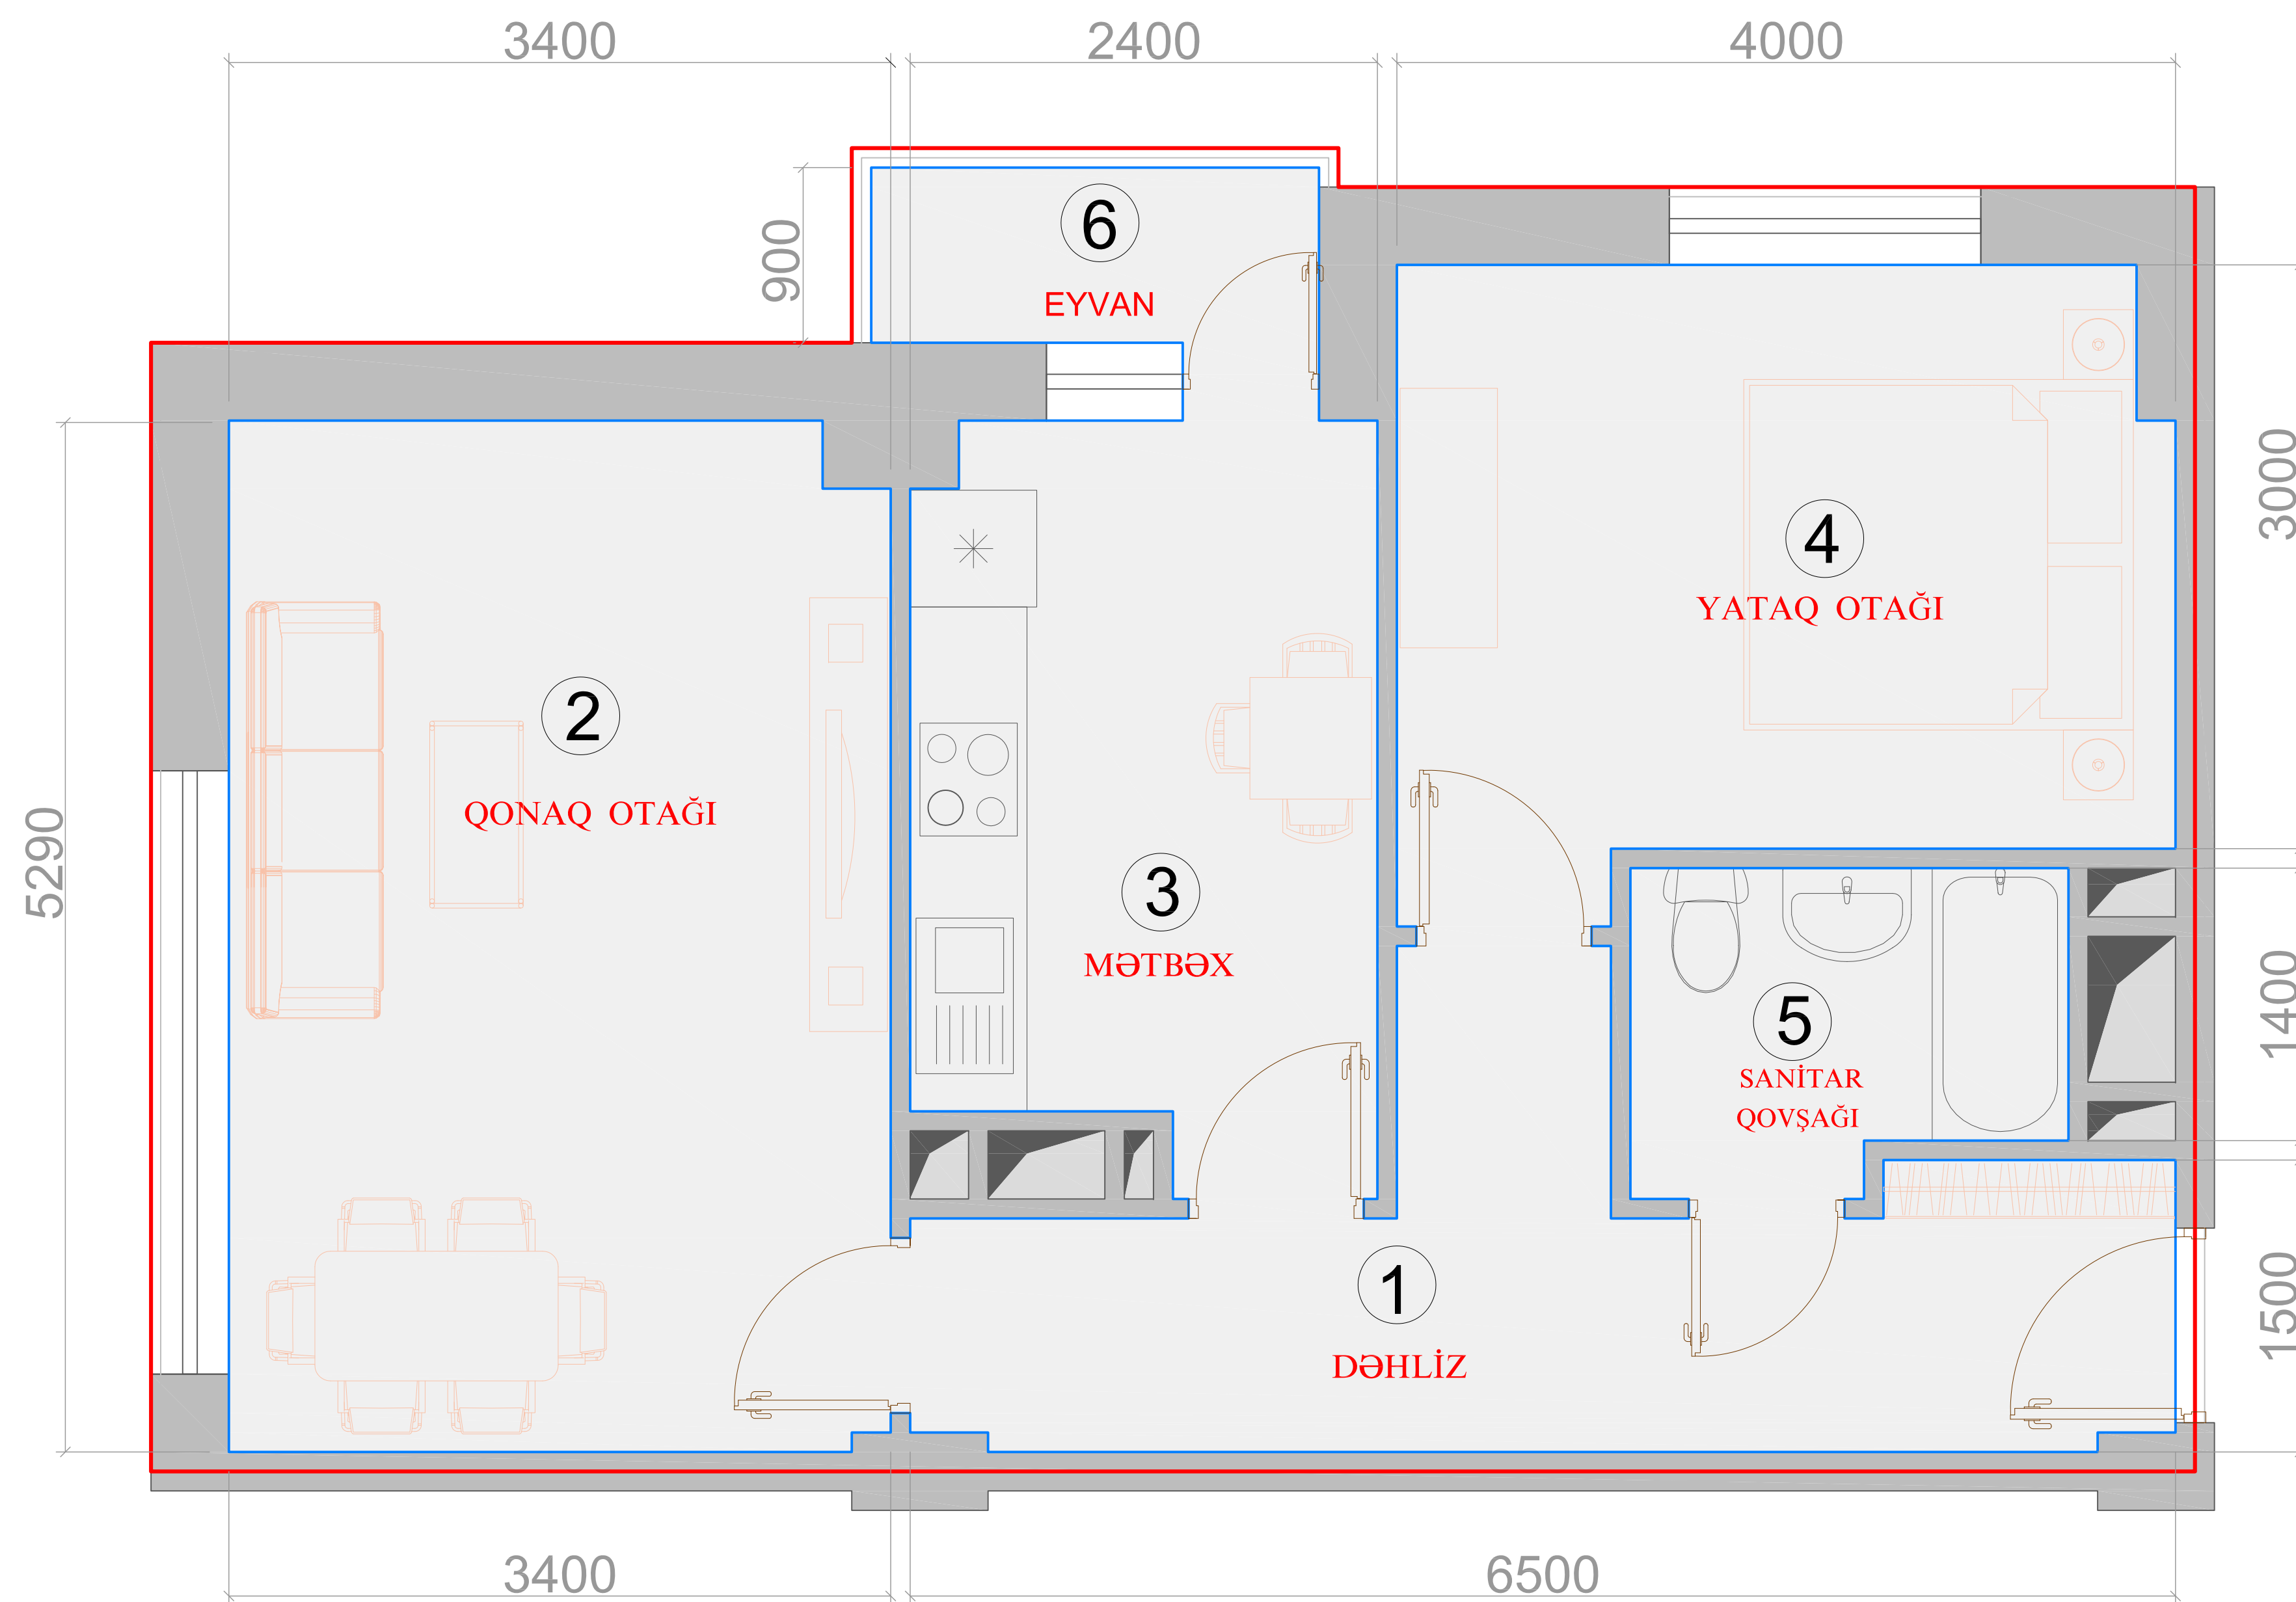 3400
2400
4000
6
EYVAN
900
3000
4
YATAQ OTAĞI
2
QONAQ OTAĞI
5290
3
MƏTBƏX
5
SANİTAR
QOVŞAĞI
1400
1
DƏHLİZ
1500
3400
6500